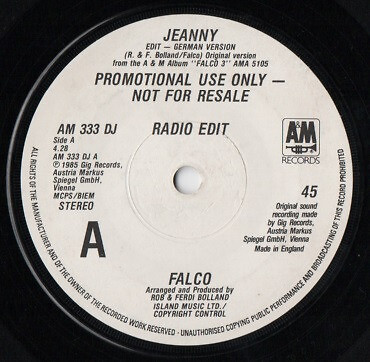 JEANNY
EDIT – GERMAN VERSION
(R. & F. Bolland/Falco) Original version
from the A & M Album "FALCO 3" AMA 5105
PROMOTIONAL USE ONLY —
NOT FOR RESALE
AM 333 DJ
RADIO EDIT
Side A
4.28
AM 333 DJ A
℗ 1985 Gig Records,
Austria Markus
Spiegel GmbH,
Vienna
MCPS/BIEM
STEREO
A&M
RECORDS
45
Original sound
recording made
by Gig Records,
Austria Markus
Spiegel GmbH, Vienna
Made in England
A
FALCO
Arranged and Produced by
ROB & FERDI BOLLAND
ISLAND MUSIC LTD./
COPYRIGHT CONTROL
ALL RIGHTS OF THE MANUFACTURER AND OF THE OWNER OF THE RECORDED WORK RESERVED – UNAUTHORISED COPYING PUBLIC PERFORMANCE AND BROADCASTING OF THIS RECORD PROHIBITED